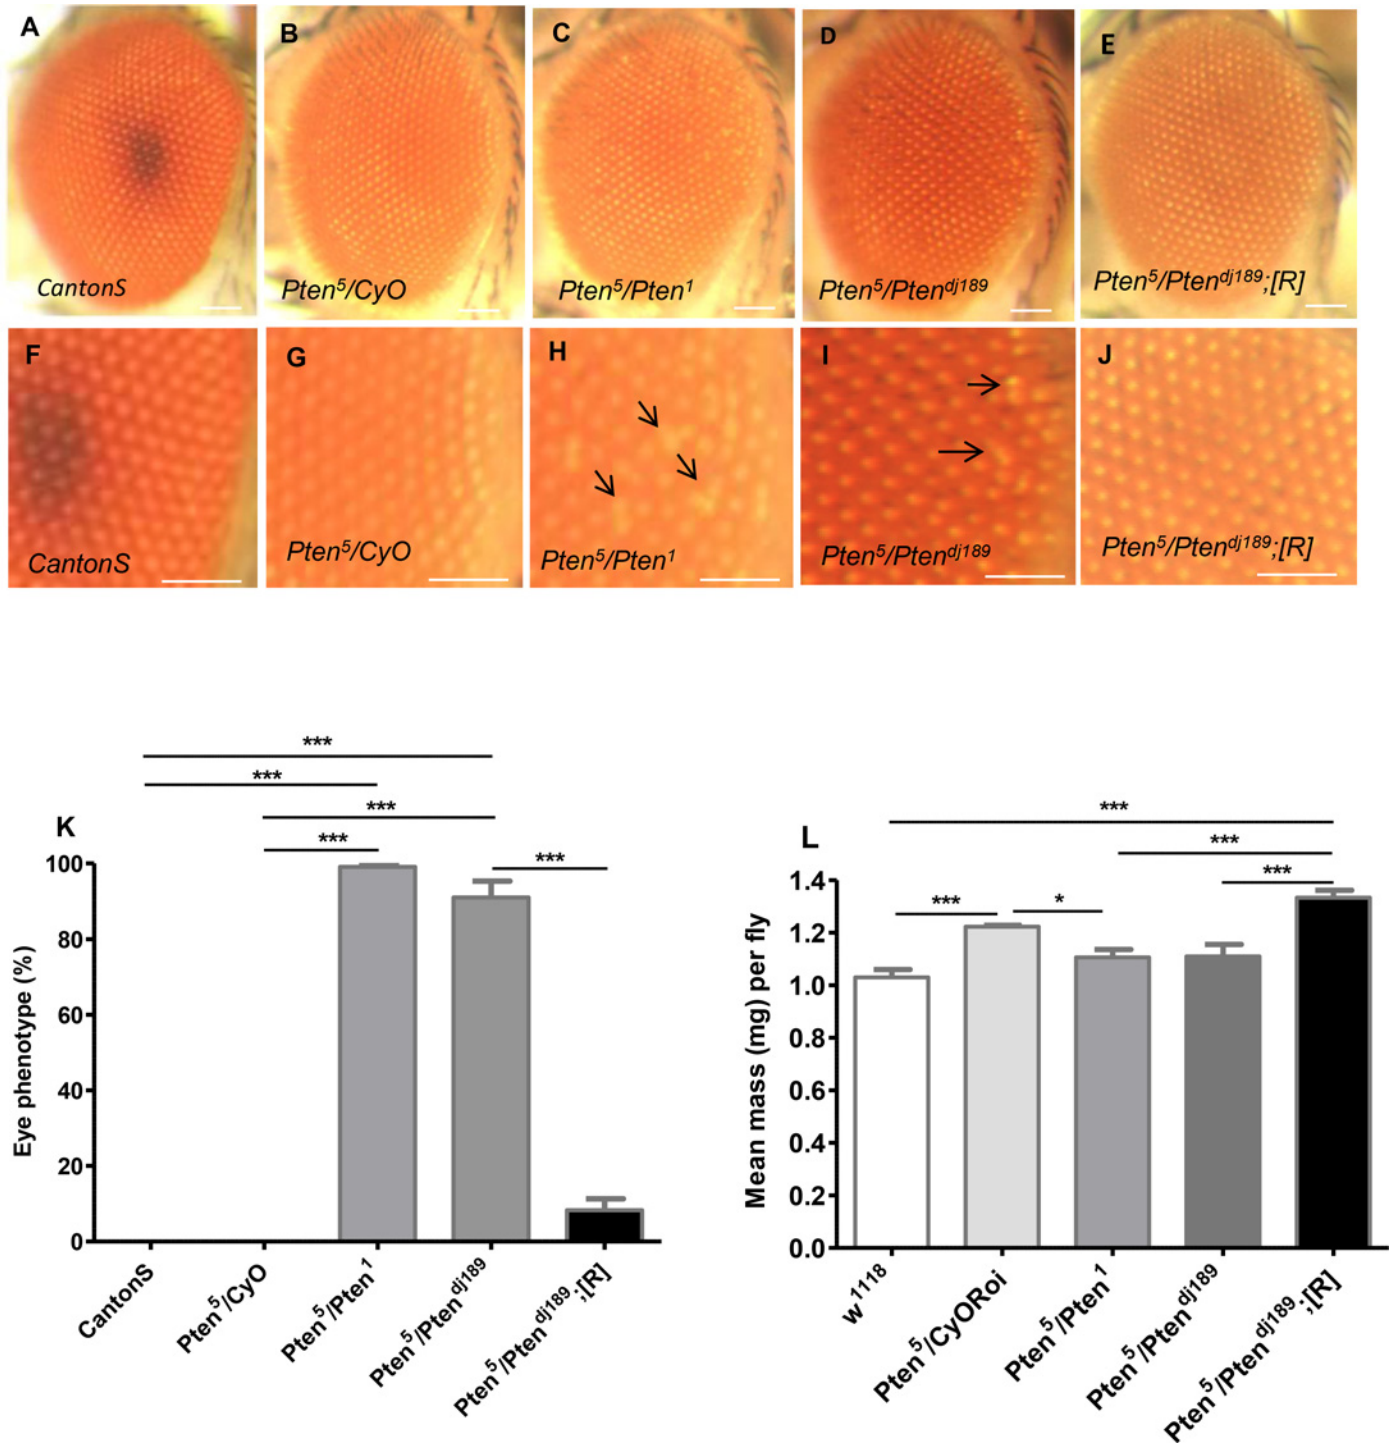 A
B
C
D
E
CantonS
Pten⁵/CyO
Pten⁵/Pten¹
Pten⁵/Ptenᵈʲ¹⁸⁹
Pten⁵/Ptenᵈʲ¹⁸⁹;[R]
F
G
H
I
J
CantonS
Pten⁵/CyO
Pten⁵/Pten¹
Pten⁵/Ptenᵈʲ¹⁸⁹
Pten⁵/Ptenᵈʲ¹⁸⁹;[R]
K
***
***
***
***
***
Eye phenotype (%)
100
80
60
40
20
0
CantonS
Pten⁵/CyO
Pten⁵/Pten¹
Pten⁵/Ptenᵈʲ¹⁸⁹
Pten⁵/Ptenᵈʲ¹⁸⁹;[R]
L
***
***
***
***
*
Mean mass (mg) per fly
1.4
1.2
1.0
0.8
0.6
0.4
0.2
0.0
w¹¹¹⁸
Pten⁵/CyORoi
Pten⁵/Pten¹
Pten⁵/Ptenᵈʲ¹⁸⁹
Pten⁵/Ptenᵈʲ¹⁸⁹;[R]